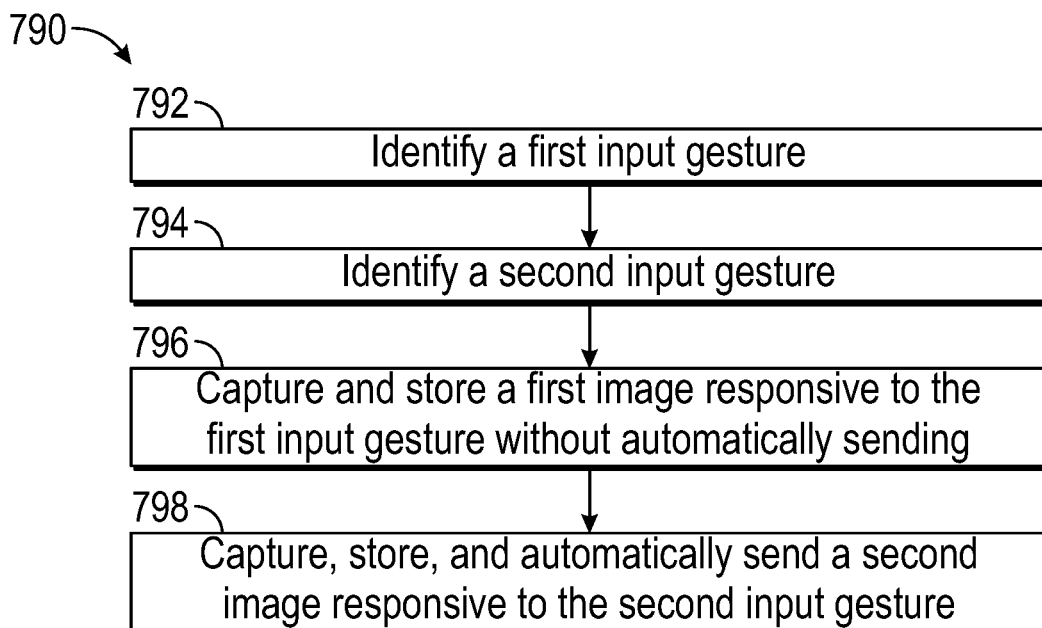 790
792
Identify a first input gesture
794
Identify a second input gesture
796
Capture and store a first image responsive to the
first input gesture without automatically sending
798
Capture, store, and automatically send a second
image responsive to the second input gesture